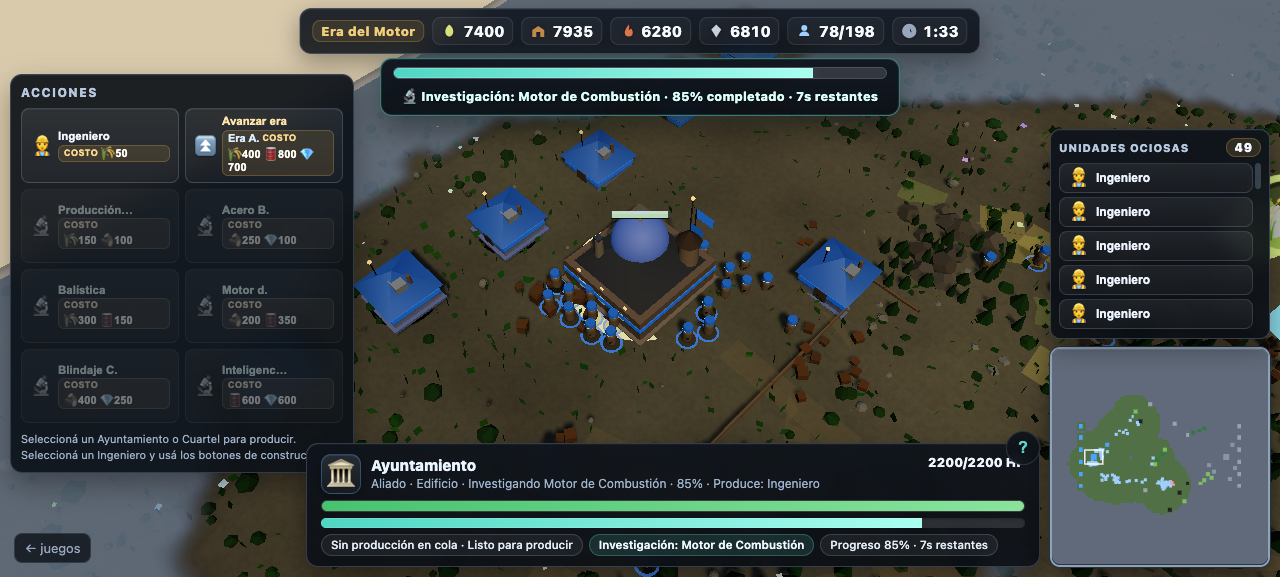 Era del Motor 7400 7935 6280 6810 78/198 1:33
Investigación: Motor de Combustión · 85% completado · 7s restantes
ACCIONES
Ingeniero
COSTO 50
Avanzar era
Era A. COSTO
400 800
700
Producción...
COSTO
150 100
Acero B.
COSTO
250 100
Balística
COSTO
300 150
Motor d.
COSTO
200 350
Blindaje C.
COSTO
400 250
Inteligenc...
COSTO
600 600
Seleccioná un Ayuntamiento o Cuartel para producir.
Seleccioná un Ingeniero y usá los botones de construc
UNIDADES OCIOSAS 49
Ingeniero
Ingeniero
Ingeniero
Ingeniero
Ingeniero
?
Ayuntamiento
2200/2200
Aliado · Edificio · Investigando Motor de Combustión · 85% · Produce: Ingeniero
Sin producción en cola · Listo para producir
Investigación: Motor de Combustión
Progreso 85% · 7s restantes
← juegos